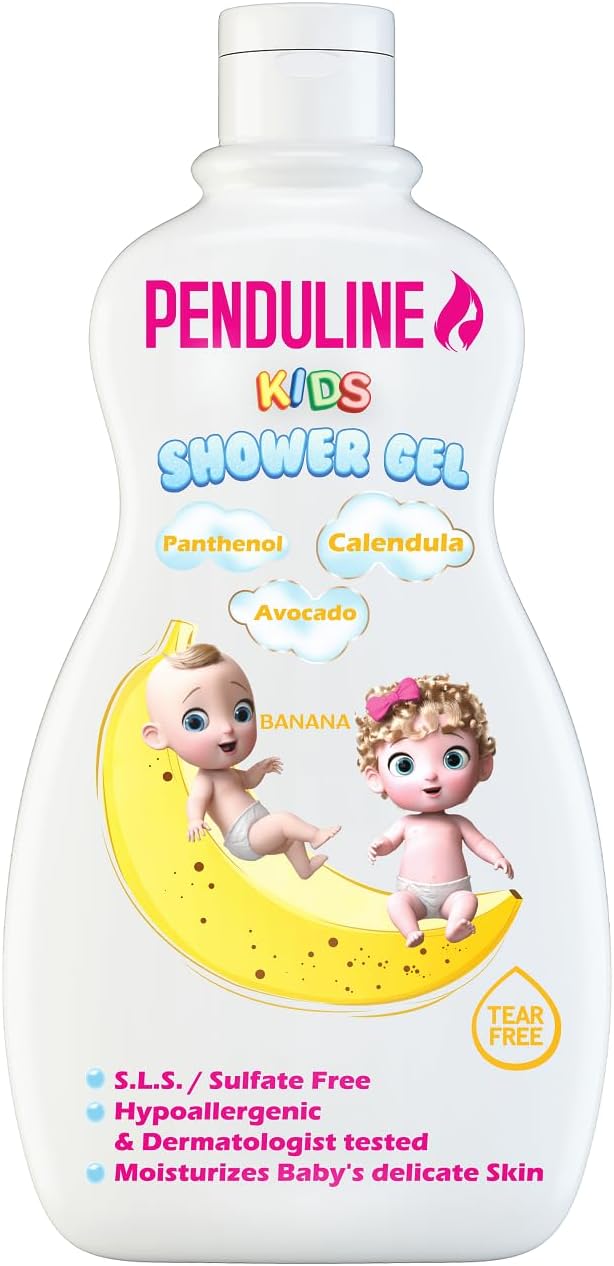 PENDULINE
KIDS
SHOWER GEL
Panthenol
Calendula
Avocado
BANANA
TEAR
FREE
S.L.S. / Sulfate Free
Hypoallergenic
& Dermatologist tested
Moisturizes Baby's delicate Skin